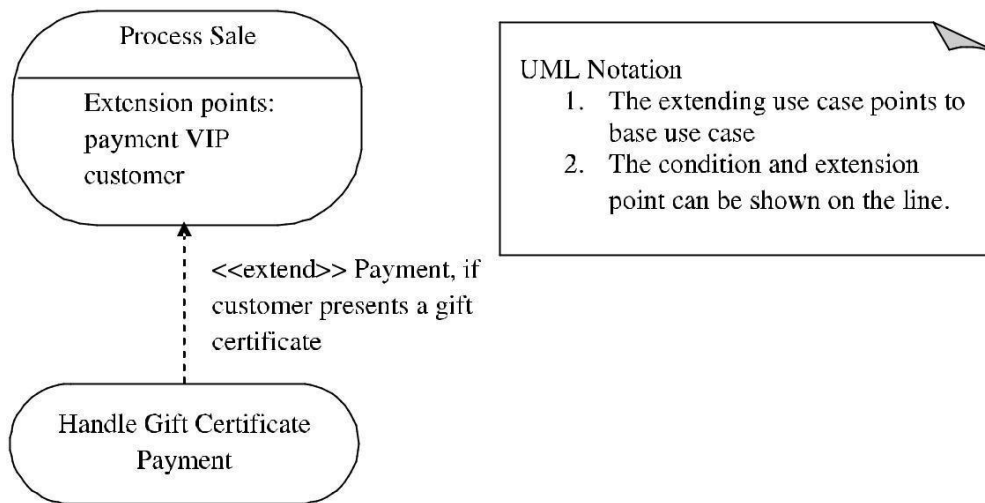 Process Sale
Extension points:
payment VIP
customer
<<extend>> Payment, if
customer presents a gift
certificate
Handle Gift Certificate
Payment
UML Notation
1. The extending use case points to
base use case
2. The condition and extension
point can be shown on the line.